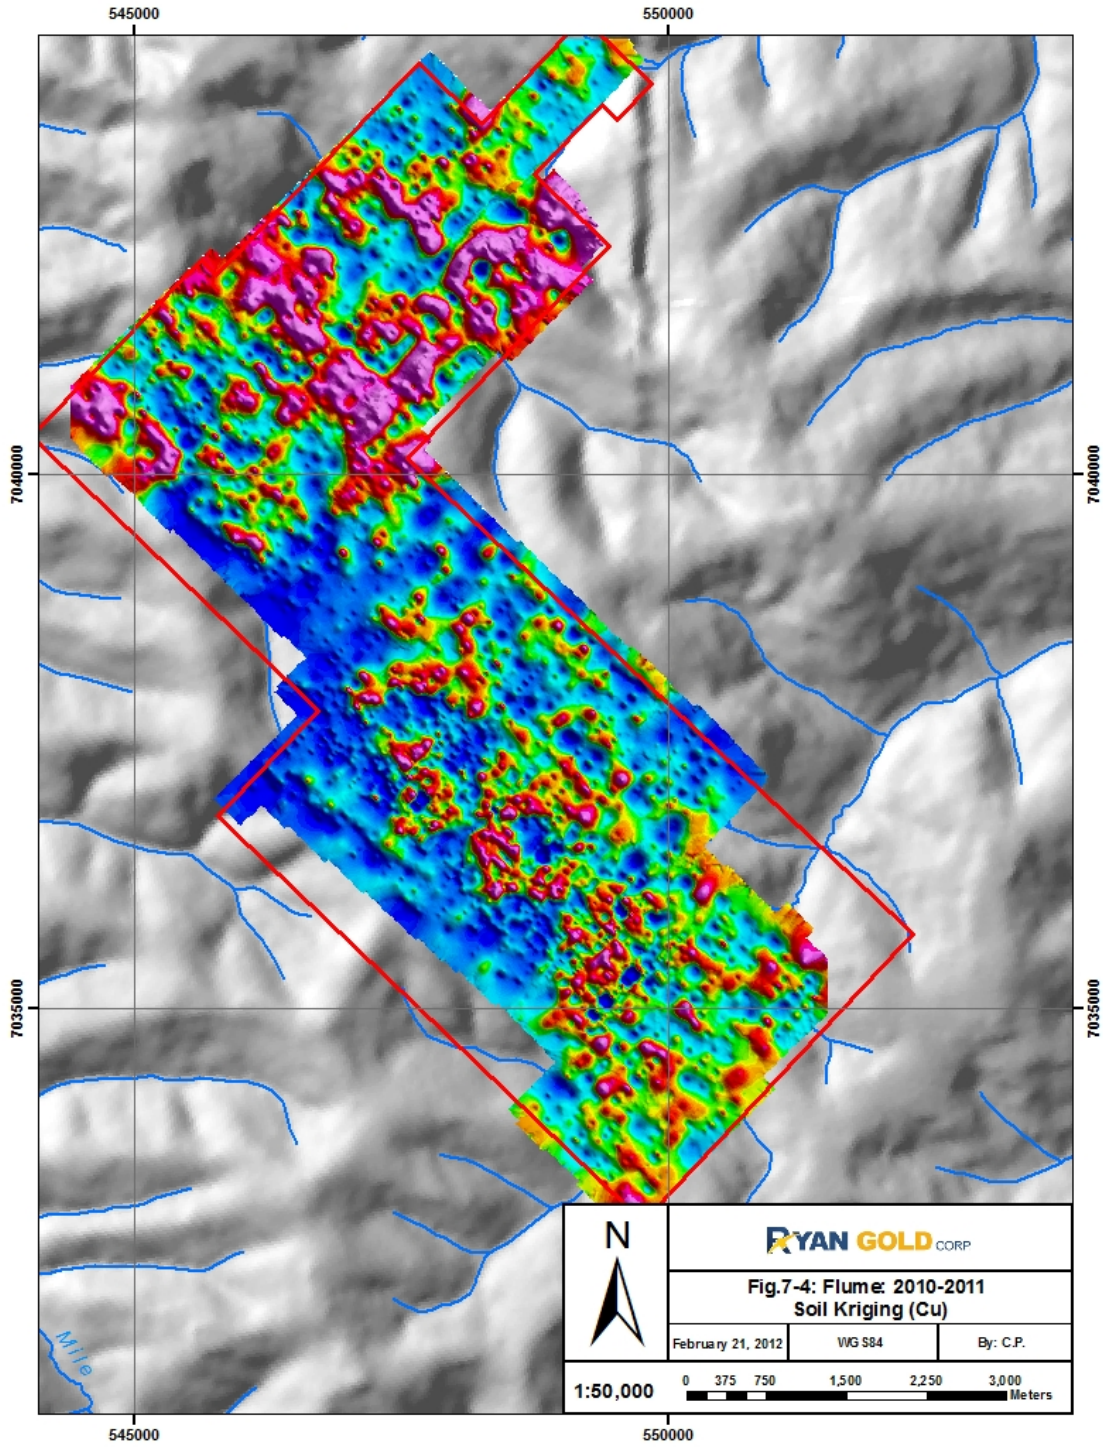 545000
550000
7040000
7040000
7035000
7035000
Mile
N
RYAN GOLD CORP
Fig.7-4: Flume: 2010-2011
Soil Kriging (Cu)
February 21, 2012
WGS84
By: C.P.
1:50,000
0 375 750 1,500 2,250 3,000
Meters
545000
550000